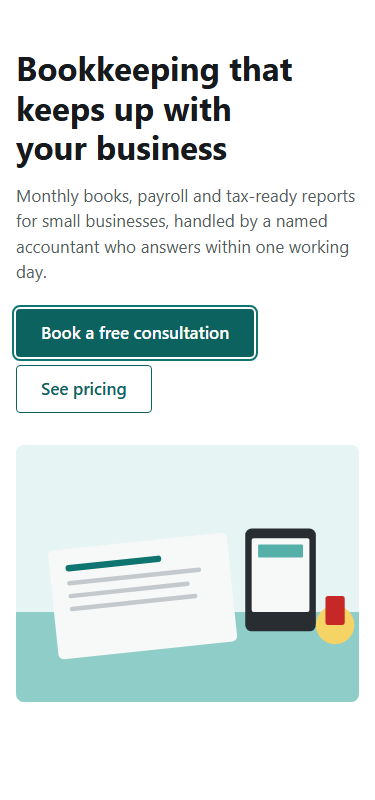 Bookkeeping that
keeps up with
your business
Monthly books, payroll and tax-ready reports
for small businesses, handled by a named
accountant who answers within one working
day.
Book a free consultation
See pricing